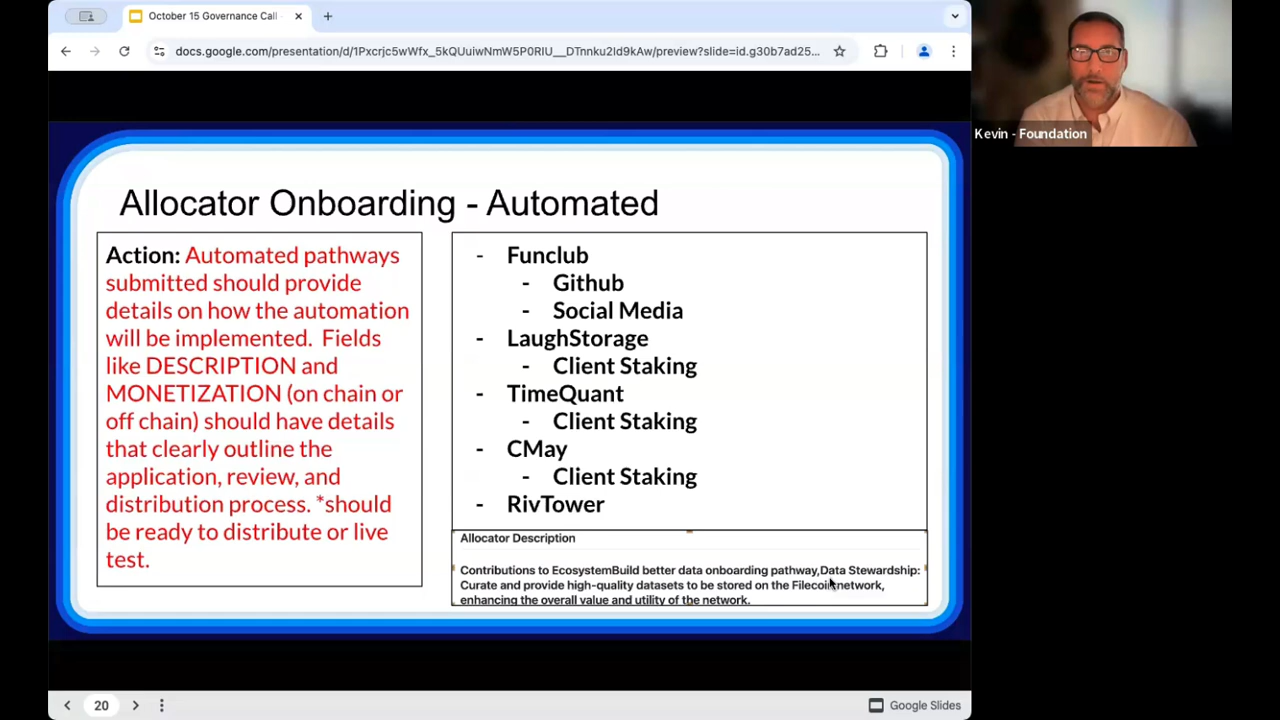 October 15 Governance Call
docs.google.com/presentation/d/1Pxcrjc5wWfx_5kQUuiwNmW5P0RIU__DTnnku2Id9kAw/preview?slide=id.g30b7ad25...
Kevin - Foundation
Allocator Onboarding - Automated
Action: Automated pathways
submitted should provide
details on how the automation
will be implemented. Fields
like DESCRIPTION and
MONETIZATION (on chain or
off chain) should have details
that clearly outline the
application, review, and
distribution process. *should
be ready to distribute or live
test.
- Funclub
- Github
- Social Media
- LaughStorage
- Client Staking
- TimeQuant
- Client Staking
- CMay
- Client Staking
- RivTower
Allocator Description
Contributions to EcosystemBuild better data onboarding pathway,Data Stewardship:
Curate and provide high-quality datasets to be stored on the Filecoin network,
enhancing the overall value and utility of the network.
20
Google Slides